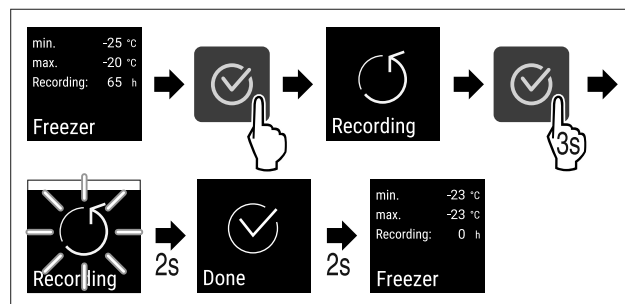 min. -25 °C
max. -20 °C
Recording: 65 h
Freezer
Recording
3s
Recording
2s
Done
2s
min. -23 °C
max. -23 °C
Recording: 0 h
Freezer